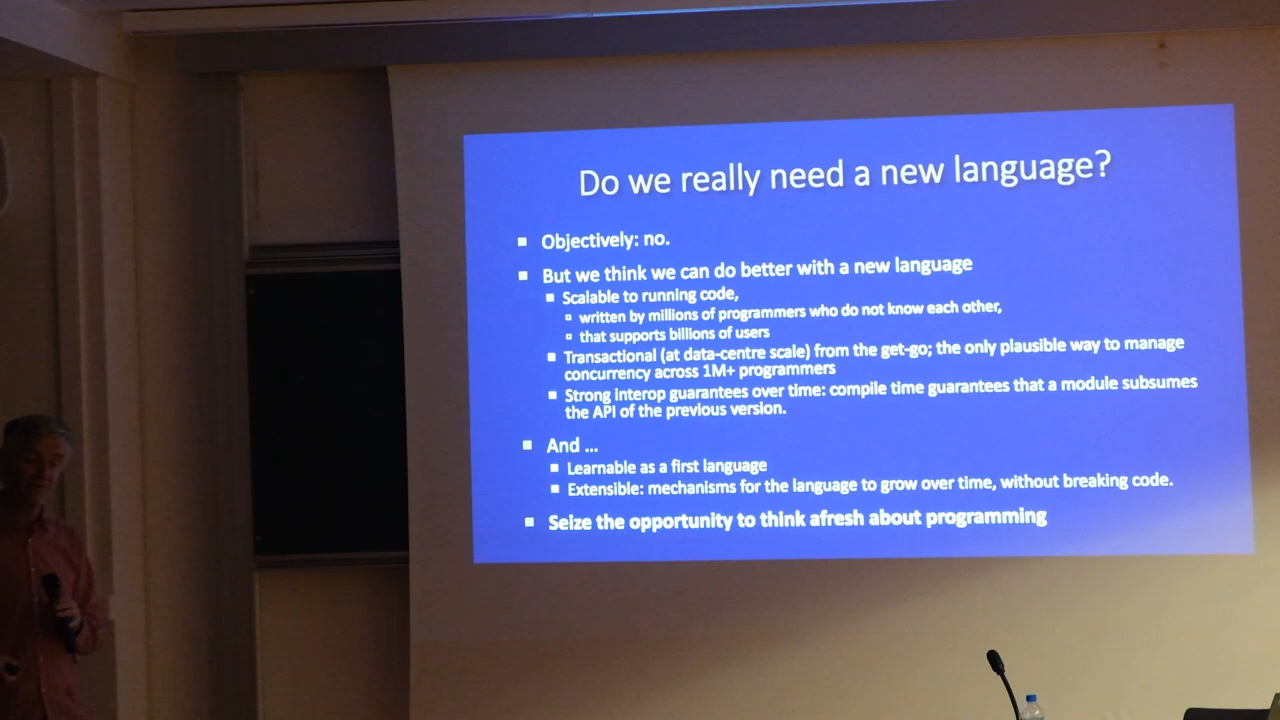 Do we really need a new language?
Objectively: no.
But we think we can do better with a new language
Scalable to running code,
written by millions of programmers who do not know each other,
that supports billions of users
Transactional (at data-centre scale) from the get-go; the only plausible way to manage
concurrency across 1M+ programmers
Strong interop guarantees over time: compile time guarantees that a module subsumes
the API of the previous version.
And ...
Learnable as a first language
Extensible: mechanisms for the language to grow over time, without breaking code.
Seize the opportunity to think afresh about programming